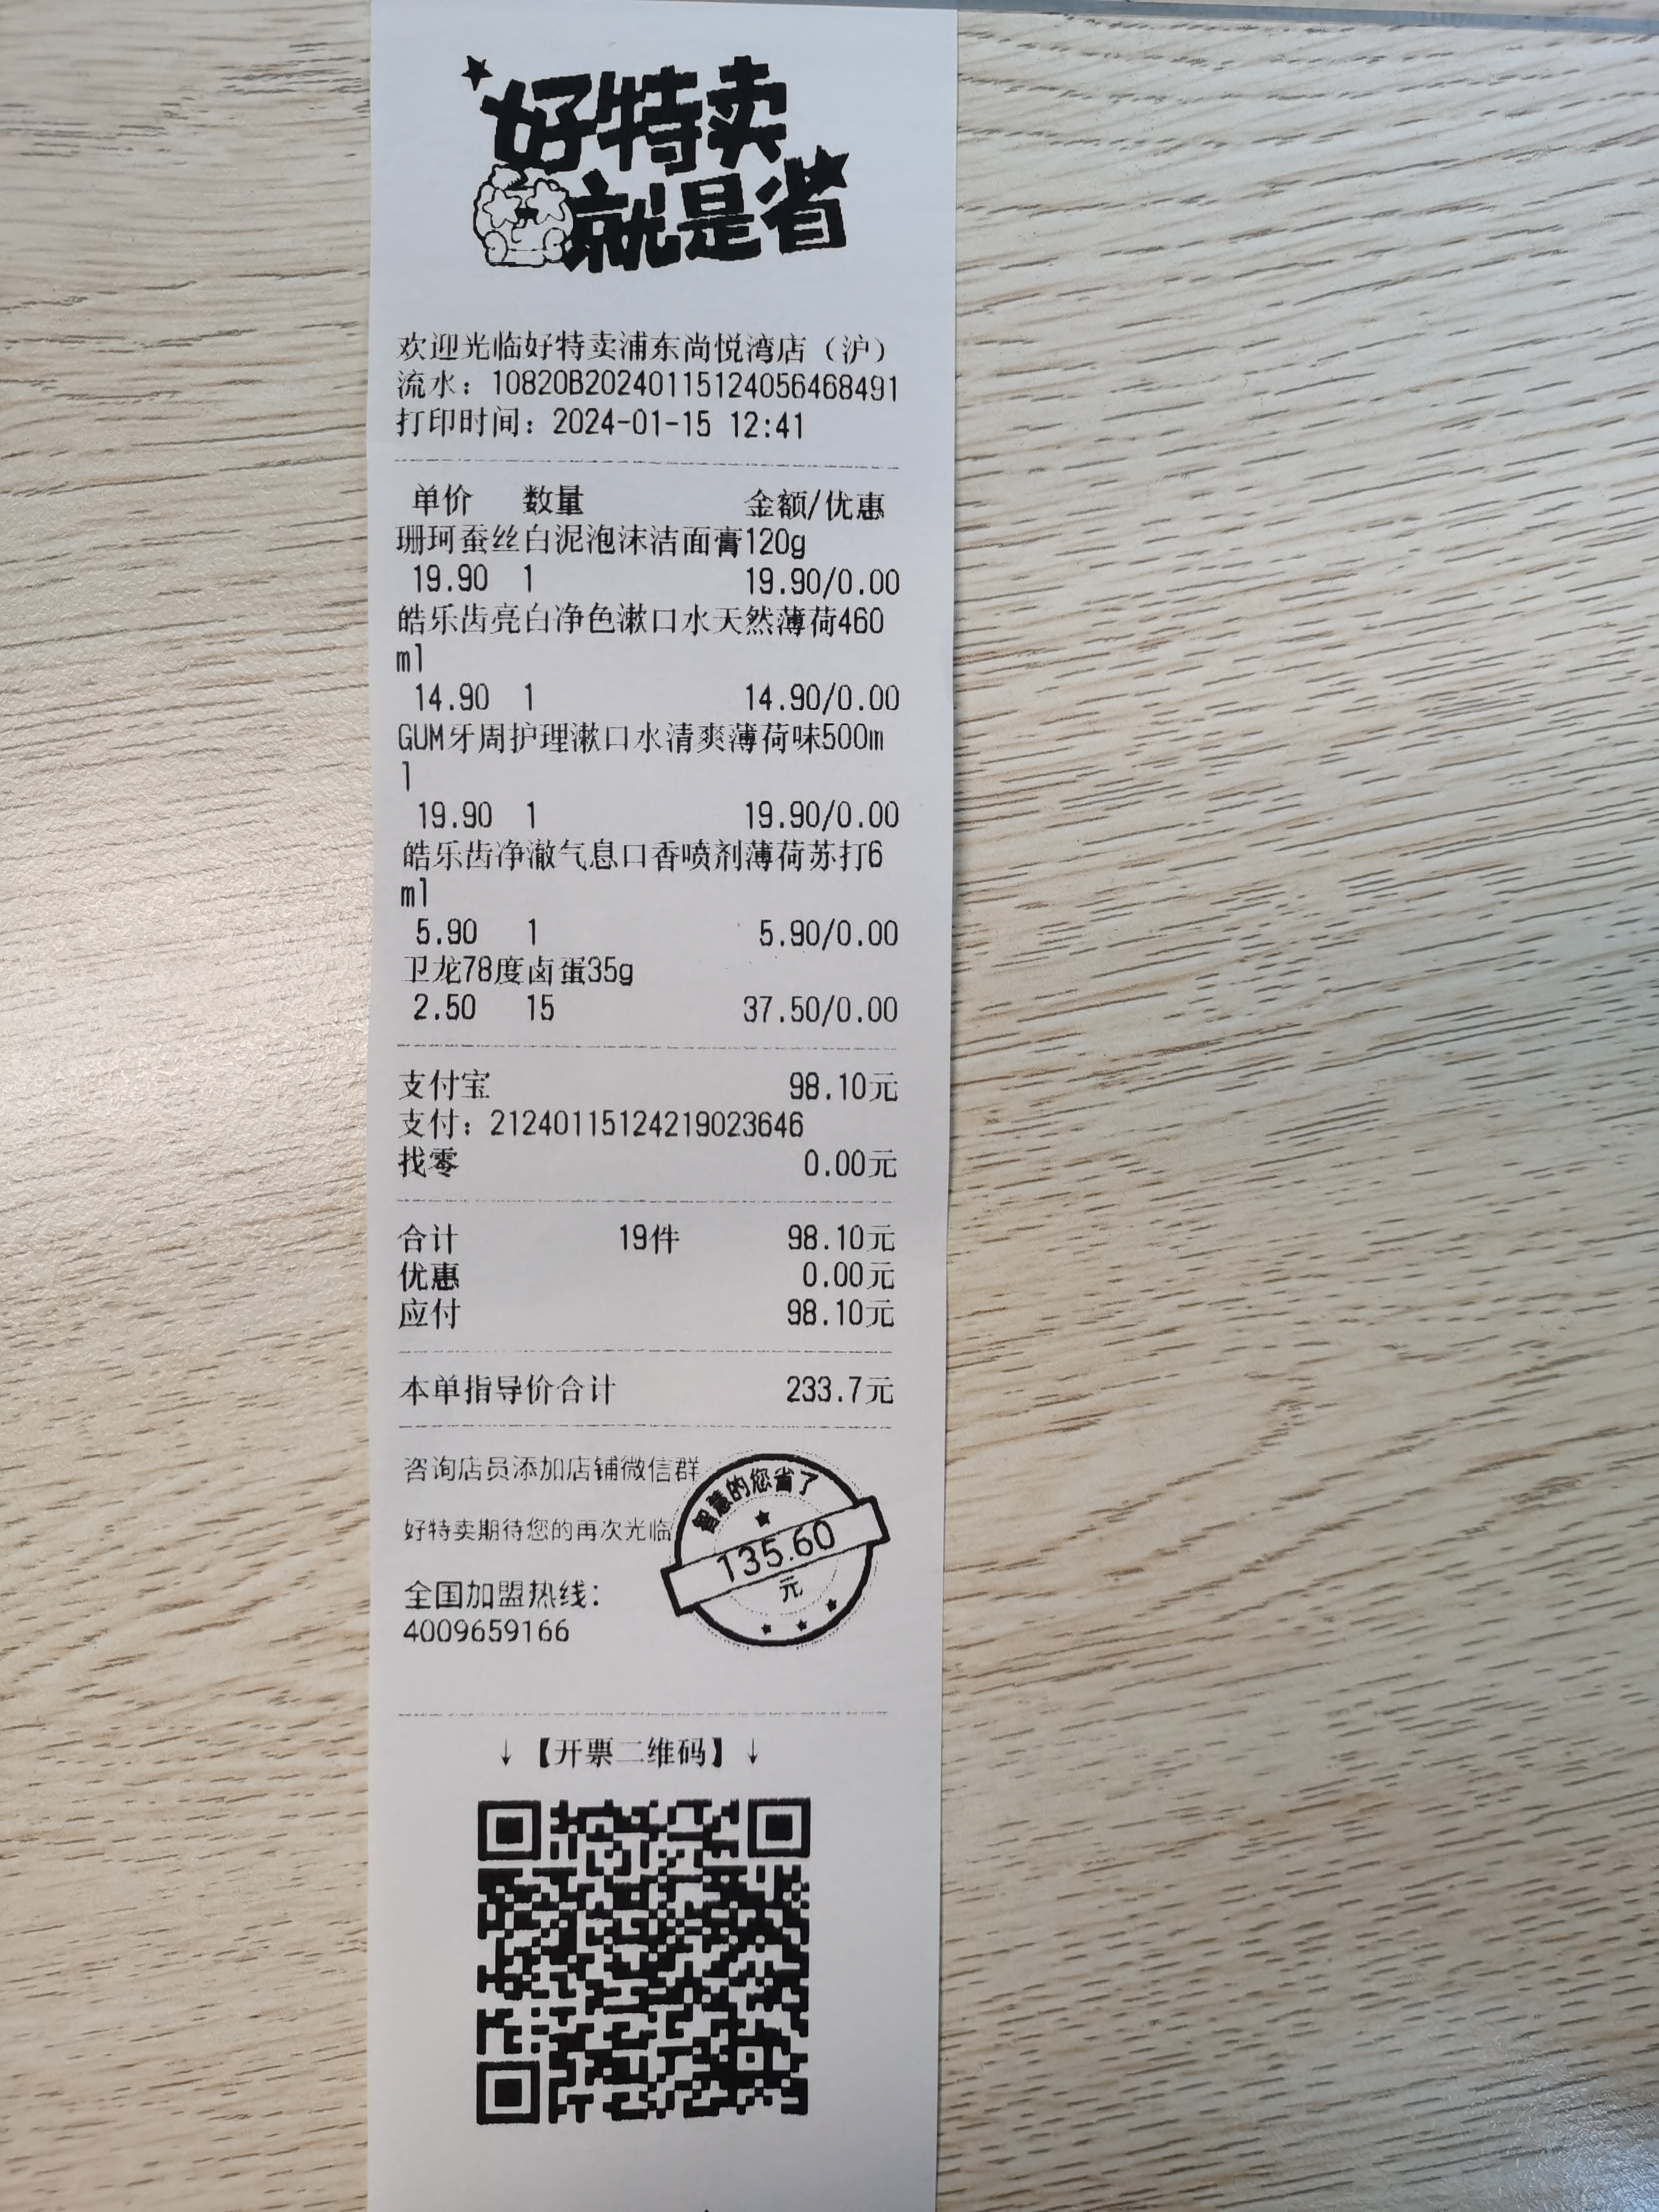 好特卖
就是省
欢迎光临好特卖浦东尚悦湾店（沪）
流水：10820B20240115124056468491
打印时间：2024-01-15 12:41
单价 数量 金额/优惠
珊珂蚕丝白泥泡沫洁面膏120g
19.90 1 19.90/0.00
皓乐齿亮白净色漱口水天然薄荷460
ml
14.90 1 14.90/0.00
GUM牙周护理漱口水清爽薄荷味500m
l
19.90 1 19.90/0.00
皓乐齿净澈气息口香喷剂薄荷苏打6
ml
5.90 1 5.90/0.00
卫龙78度卤蛋35g
2.50 15 37.50/0.00
支付宝 98.10元
支付：21240115124219023646
找零 0.00元
合计 19件 98.10元
优惠 0.00元
应付 98.10元
本单指导价合计 233.7元
咨询店员添加店铺微信群
好特卖期待您的再次光临
智慧的您省了
135.60
元
全国加盟热线：
4009659166
↓【开票二维码】↓